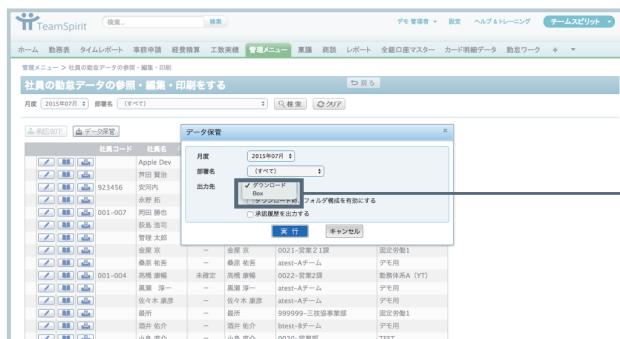 TeamSpirit
検索...
検索
デモ 管理者
設定
ヘルプ & トレーニング
チームスピリット
ホーム 勤務表 タイムレポート 事前申請 経費精算 工数実績 管理メニュー 稟議 商談 レポート 全銀口座マスター カード明細データ 勤怠ワーク +
管理メニュー > 社員の勤怠データの参照・編集・印刷
社員の勤怠データの参照・編集・印刷をする
戻る
月度 2015年07月 部署名 (すべて) 検索 クリア
承認/却下 データ保管
データ保管 ×
月度 2015年07月
部署名 (すべて)
出力先 ✓ ダウンロード
Box
フォルダ構成を有効にする
承認履歴を出力する
実行 キャンセル
社員コード 社員名
Apple Dev
芦田 賢治
923456 安河内
永野 拓
001-007 岡田 勝也
荻島 浩司
管理 太郎
金屋 京 － 金屋 京 0021-営業21課 固定労働1
桑原 祐吾 － 桑原 祐吾 atest-Aチーム デモ用
001-004 高橋 康暢 未確定 高橋 康暢 0022-営業2課 勤務体系A (YT)
黒瀬 淳一 － 黒瀬 淳一 atest-Aチーム デモ用
佐々木 康彦 － 佐々木 康彦 atest-Aチーム デモ用
最所 － 最所 999999-三技協事業部 固定労働1
酒井 佑介 － 酒井 佑介 btest-Bチーム デモ用
TEST